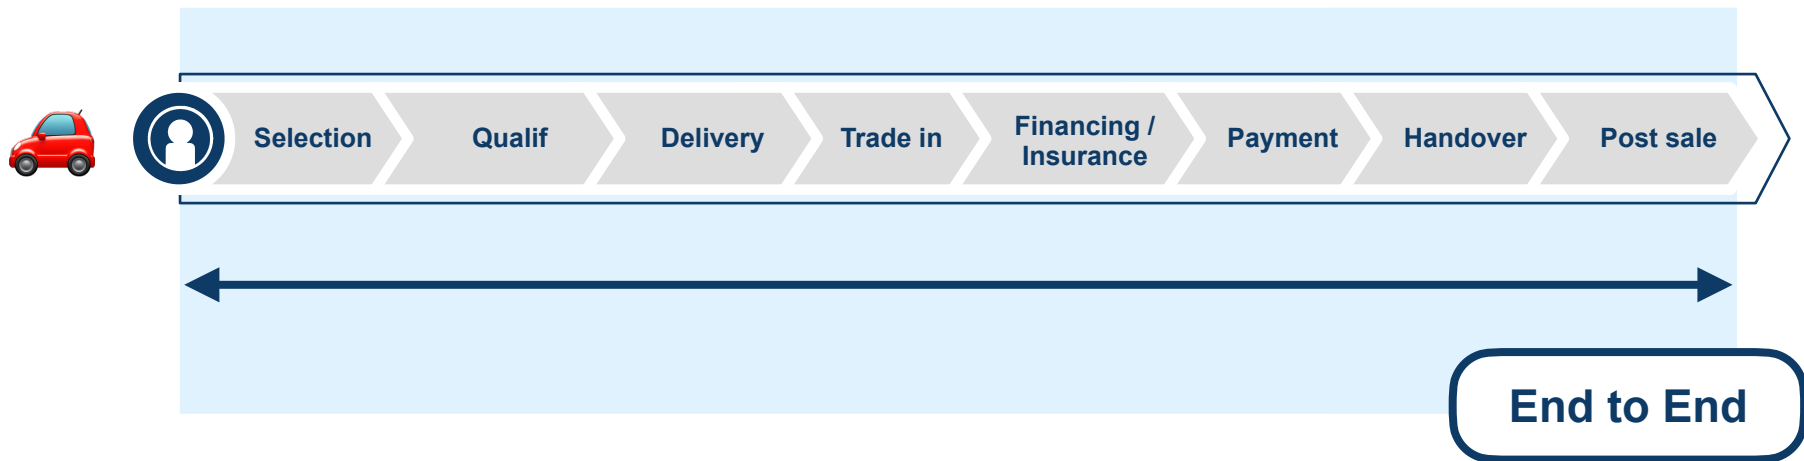 Selection
Qualif
Delivery
Trade in
Financing /
Insurance
Payment
Handover
Post sale
End to End